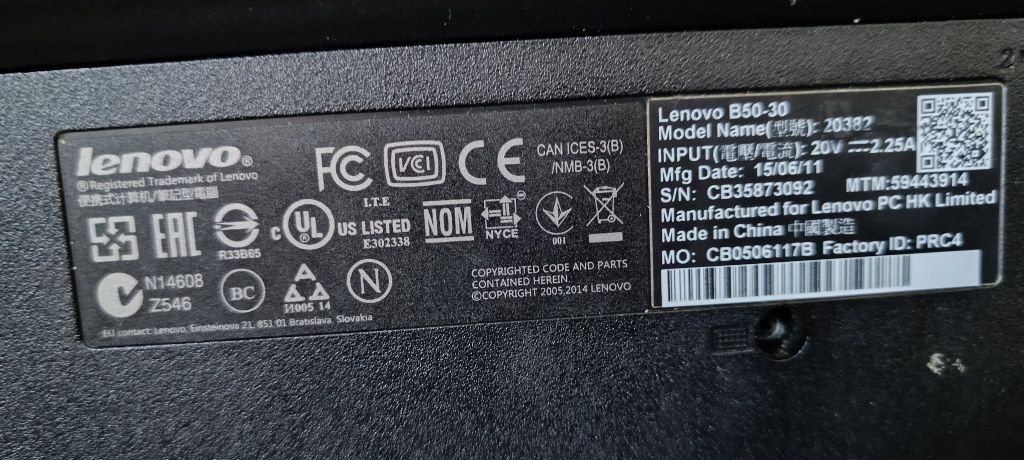 lenovo®
® Registered Trademark of Lenovo
便携式计算机/筆記型電腦
FC
VCI
CE
I.T.E
CAN ICES-3(B)
/NMB-3(B)
EAC
R33B65
c UL ® US LISTED
E302338
NOM
NYCE
001
N14608
Z546
BC
И005 14
N
COPYRIGHTED CODE AND PARTS
CONTAINED HEREIN.
©COPYRIGHT 2005,2014 LENOVO
EU contact: Lenovo, Einsteinova 21, 851 01 Bratislava, Slovakia
Lenovo B50-30
Model Name(型號): 20382
INPUT(電壓/電流): 20V ⎓ 2.25A
Mfg Date: 15/06/11
S/N: CB35873092 MTM:59443914
Manufactured for Lenovo PC HK Limited
Made in China 中國製造
MO: CB0506117B Factory ID: PRC4